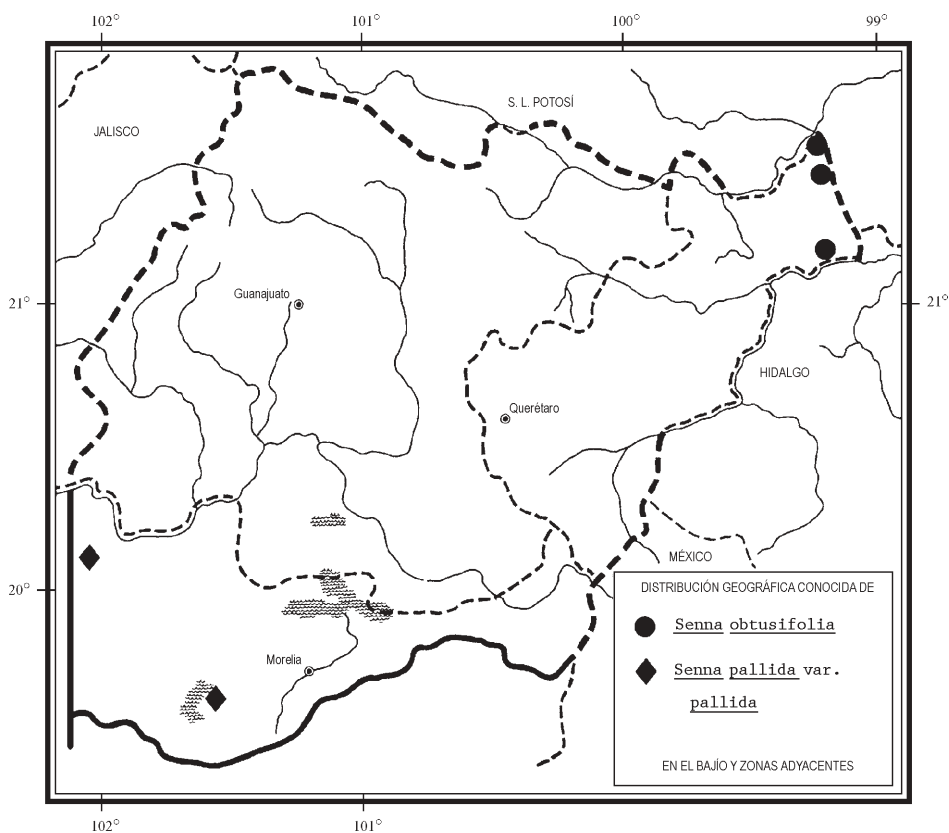 102° 101° 100° 99°
S. L. POTOSÍ
JALISCO
Guanajuato
21° 21°
HIDALGO
Querétaro
MÉXICO
20°
DISTRIBUCIÓN GEOGRÁFICA CONOCIDA DE
Senna obtusifolia
Morelia
Senna pallida var.
pallida
EN EL BAJÍO Y ZONAS ADYACENTES
102° 101°